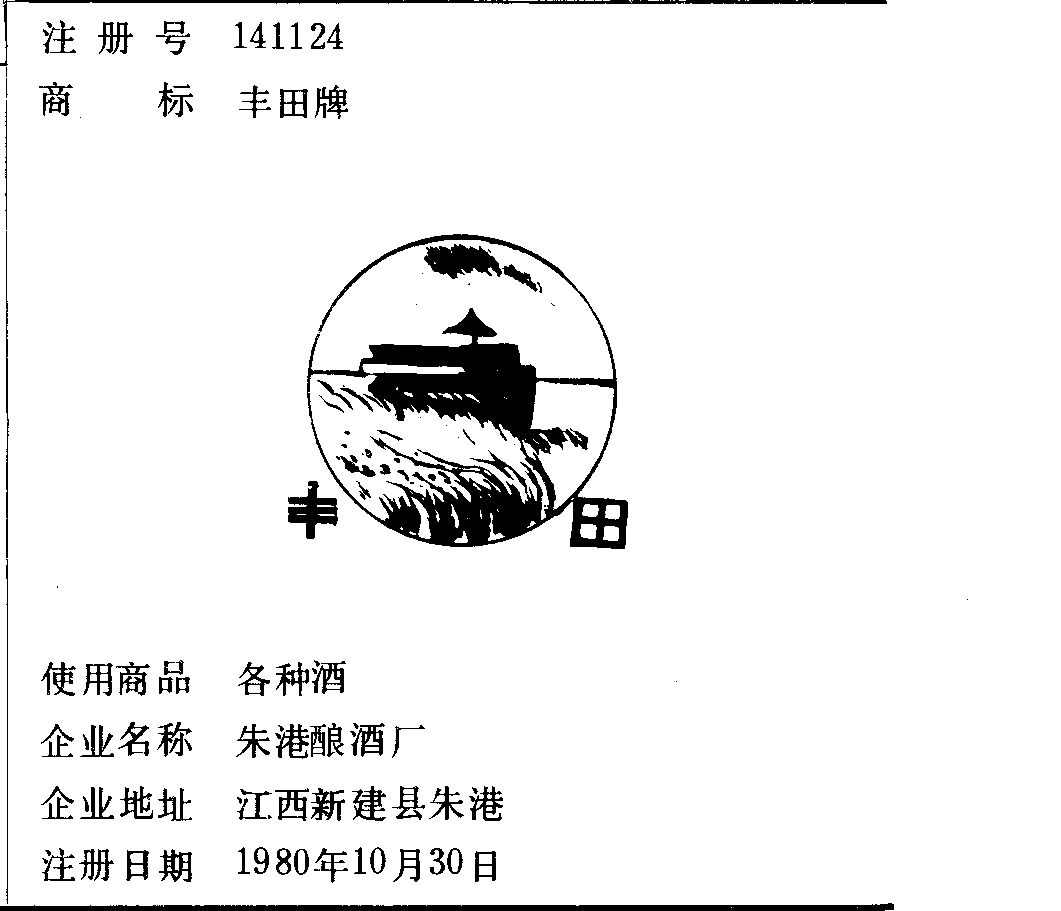 注册号 141124
商标 丰田牌
丰 田
使用商品 各种酒
企业名称 朱港酿酒厂
企业地址 江西新建县朱港
注册日期 1980年10月30日